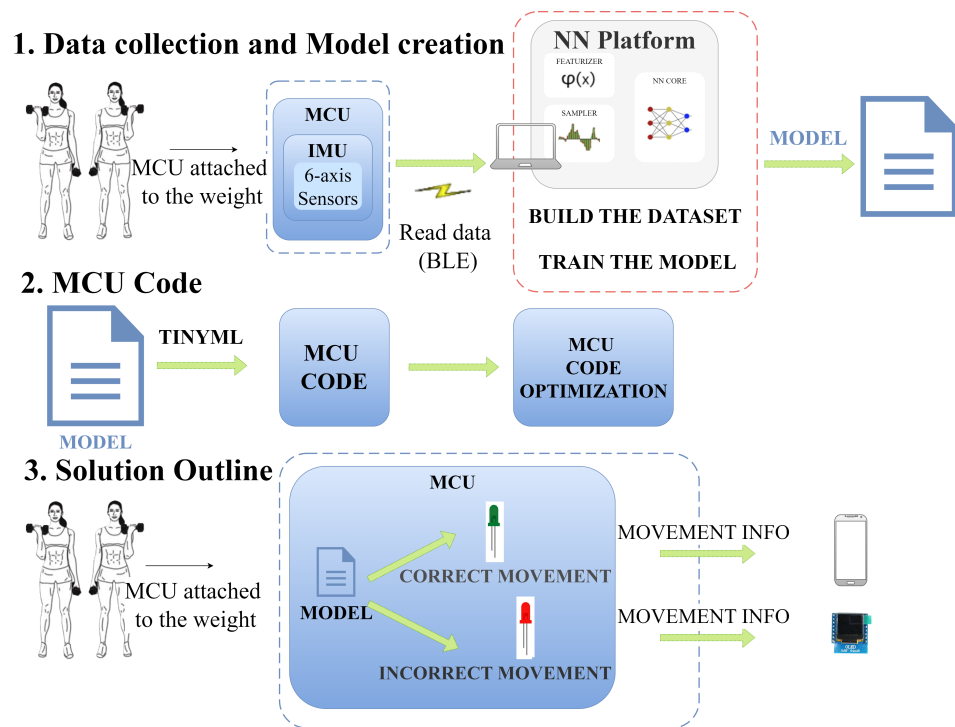 1. Data collection and Model creation
NN Platform
FEATURIZER
φ(x)
SAMPLER
NN CORE
MCU
IMU
6-axis
Sensors
MCU attached
to the weight
Read data
(BLE)
BUILD THE DATASET
TRAIN THE MODEL
MODEL
2. MCU Code
TINYML
MODEL
MCU
CODE
MCU
CODE
OPTIMIZATION
3. Solution Outline
MCU attached
to the weight
MCU
MODEL
CORRECT MOVEMENT
INCORRECT MOVEMENT
MOVEMENT INFO
MOVEMENT INFO
OLED